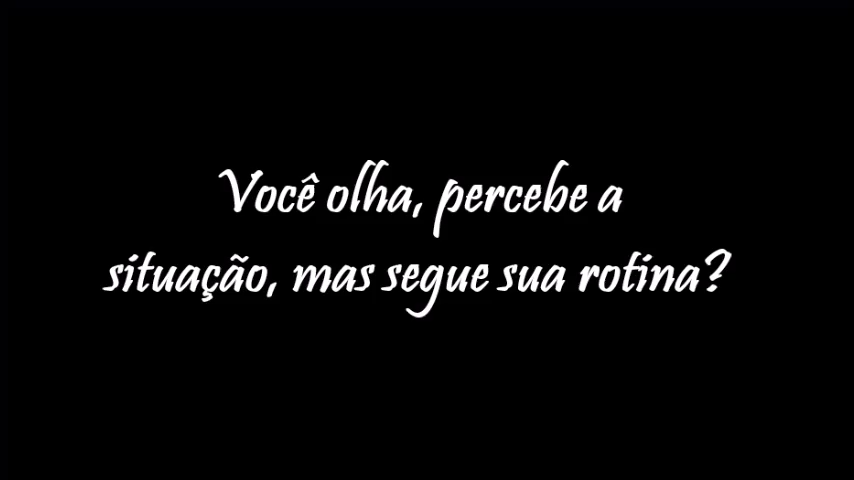 Você olha, percebe a
situação, mas segue sua rotina?